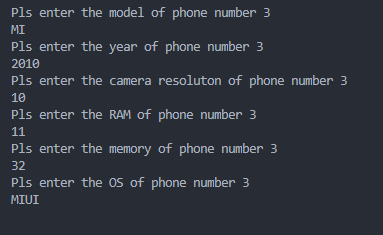 Pls enter the model of phone number 3
MI
Pls enter the year of phone number 3
2010
Pls enter the camera resoluton of phone number 3
10
Pls enter the RAM of phone number 3
11
Pls enter the memory of phone number 3
32
Pls enter the OS of phone number 3
MIUI